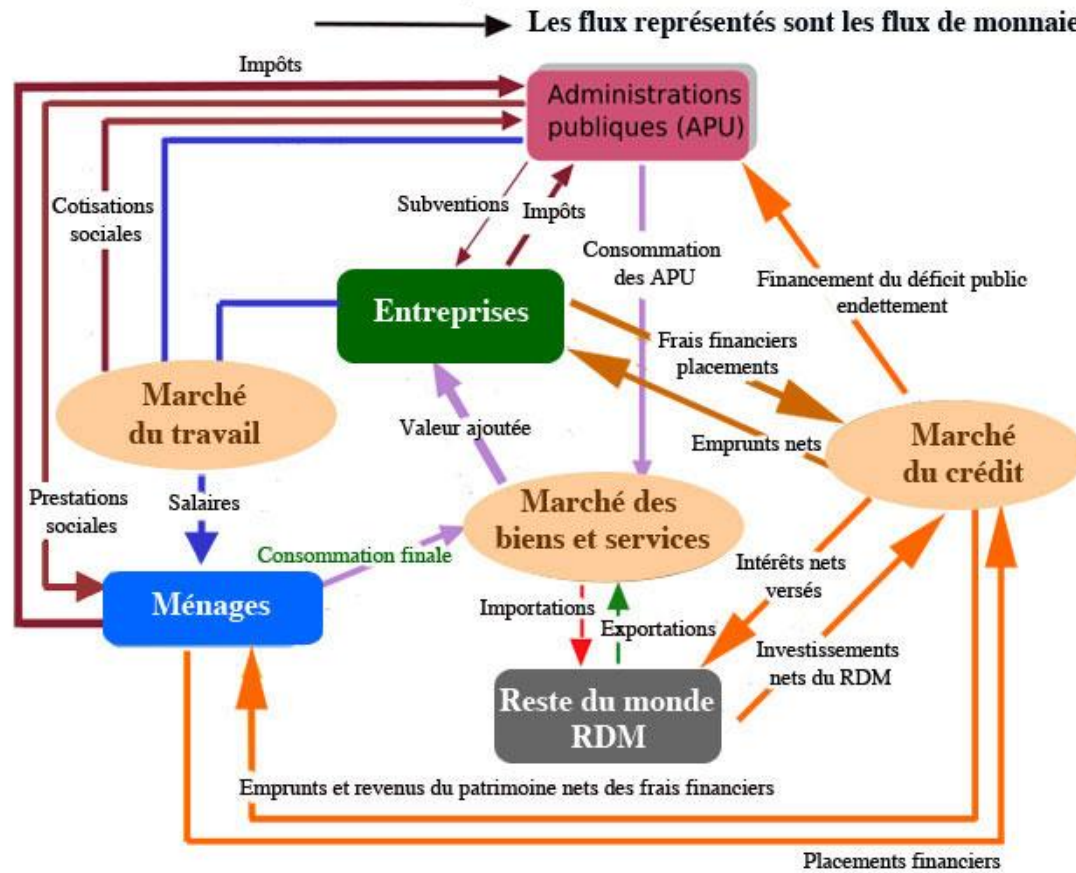 Les flux représentés sont les flux de monnaie
Impôts
Administrations
publiques (APU)
Cotisations
sociales
Subventions
Impôts
Consommation
des APU
Financement du déficit public
endettement
Entreprises
Frais financiers
placements
Marché
du travail
Valeur ajoutée
Emprunts nets
Marché
du crédit
Prestations
sociales
Salaires
Marché des
biens et services
Consommation finale
Ménages
Importations
Exportations
Intérêts nets
versés
Investissements
nets du RDM
Reste du monde
RDM
Emprunts et revenus du patrimoine nets des frais financiers
Placements financiers